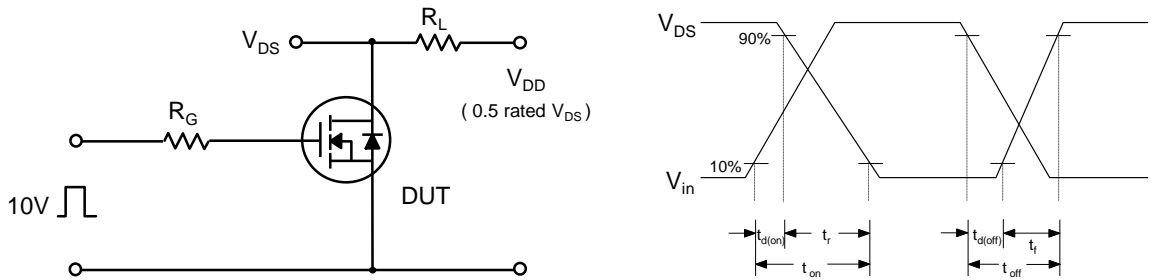 R_L
V_DS
V_DD
( 0.5 rated V_DS )
R_G
10V
DUT
V_DS
90%
10%
V_in
t_d(on)
t_r
t_on
t_d(off)
t_f
t_off